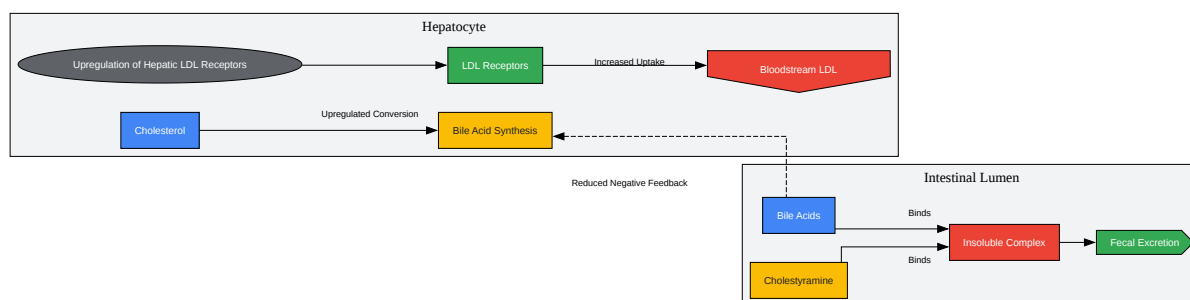 Hepatocyte
Upregulation of Hepatic LDL Receptors
LDL Receptors
Increased Uptake
Bloodstream LDL
Cholesterol
Upregulated Conversion
Bile Acid Synthesis
Reduced Negative Feedback
Intestinal Lumen
Bile Acids
Binds
Insoluble Complex
Fecal Excretion
Binds
Cholestyramine